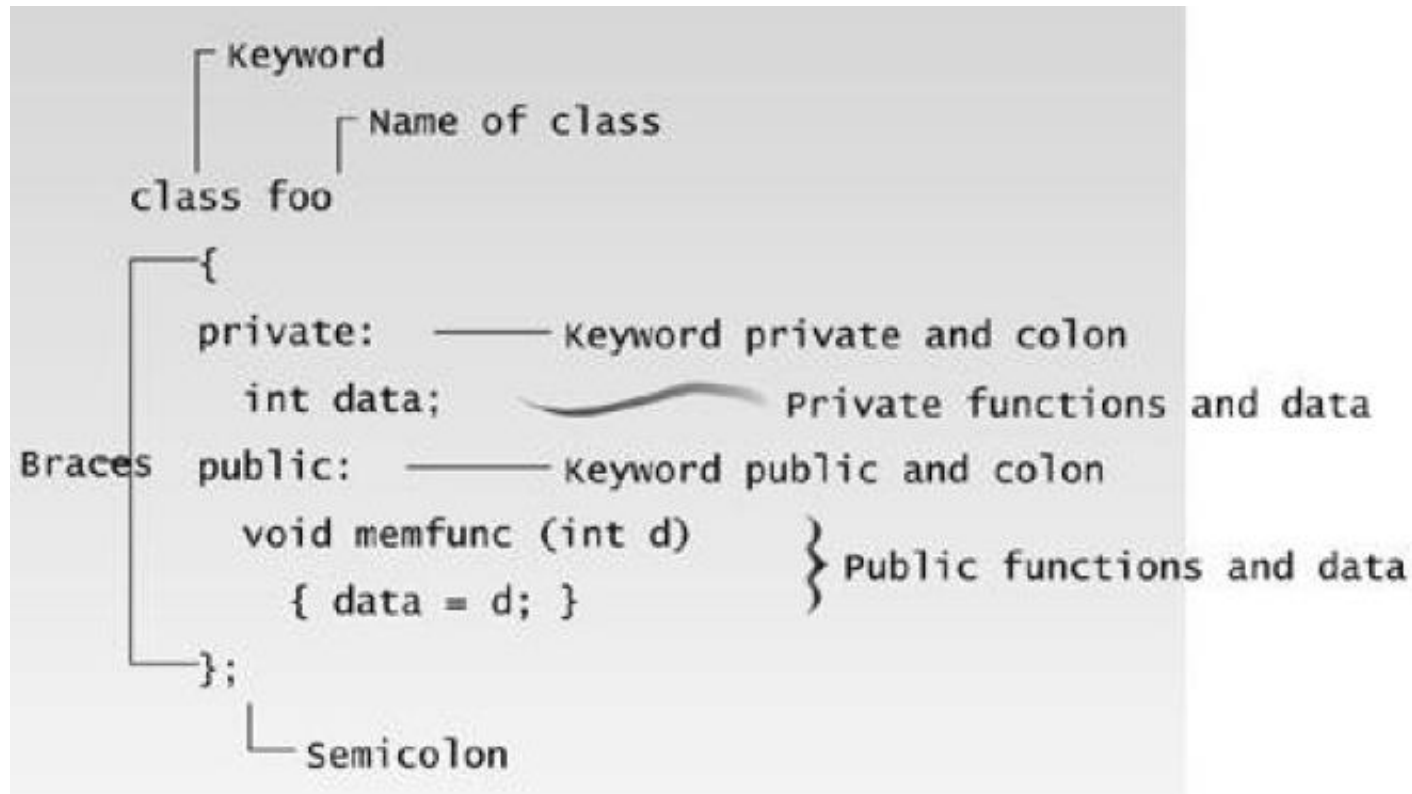 Keyword
Name of class
class foo
{
private: Keyword private and colon
int data; Private functions and data
Braces public: Keyword public and colon
void memfunc (int d)
Public functions and data
{ data = d; }
};
Semicolon